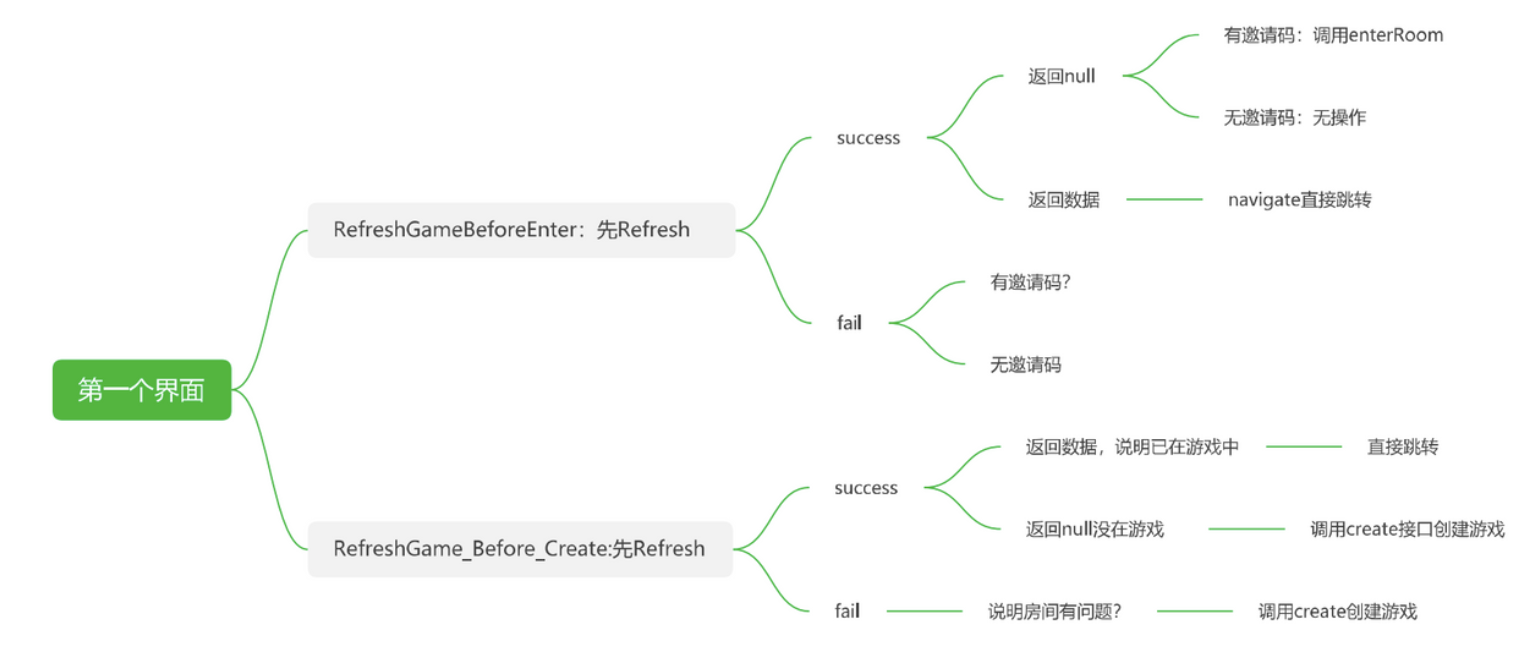 第一个界面
RefreshGameBeforeEnter：先Refresh
success
返回null
有邀请码：调用enterRoom
无邀请码：无操作
返回数据
navigate直接跳转
fail
有邀请码?
无邀请码
RefreshGame_Before_Create:先Refresh
success
返回数据，说明已在游戏中
直接跳转
返回null没在游戏
调用create接口创建游戏
fail
说明房间有问题?
调用create创建游戏